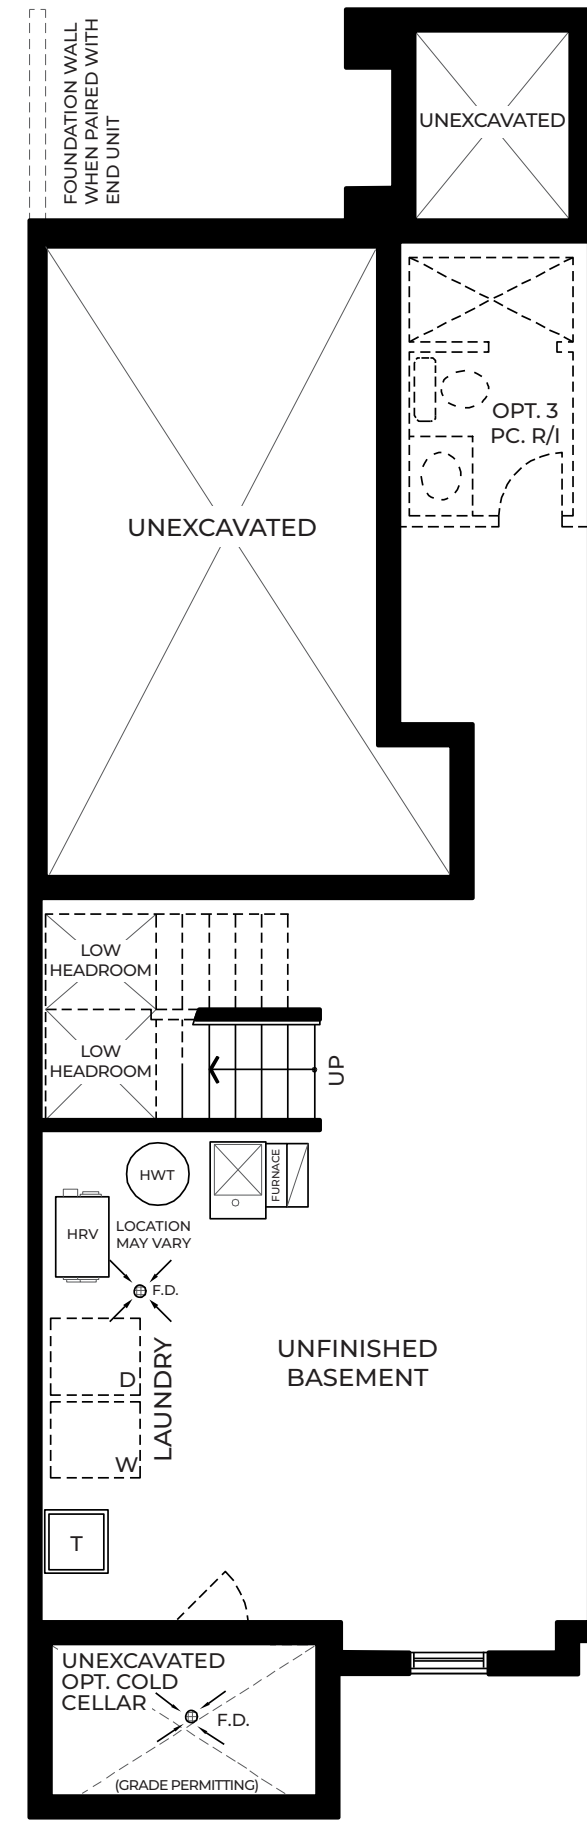 FOUNDATION WALL
WHEN PAIRED WITH
END UNIT
UNEXCAVATED
OPT. 3
PC. R/I
UNEXCAVATED
LOW
HEADROOM
LOW
HEADROOM
UP
HWT
FURNACE
HRV
LOCATION
MAY VARY
F.D.
LAUNDRY
D
W
UNFINISHED
BASEMENT
T
UNEXCAVATED
OPT. COLD
CELLAR
F.D.
(GRADE PERMITTING)